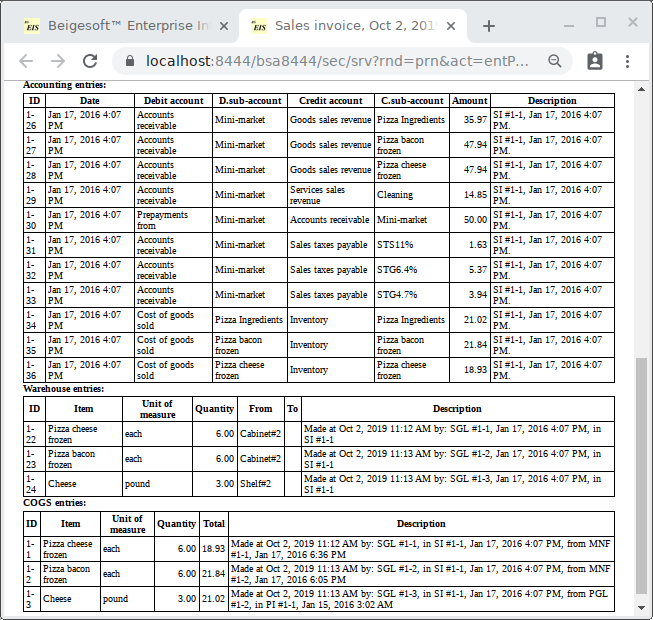 Beigesoft™ Enterprise In
Sales invoice, Oct 2, 201
localhost:8444/bsa8444/sec/srv?rnd=prn&act=entP...
Accounting entries:
ID Date Debit account D.sub-account Credit account C.sub-account Amount Description
1-26 Jan 17, 2016 4:07 PM Accounts receivable Mini-market Goods sales revenue Pizza Ingredients 35.97 SI #1-1, Jan 17, 2016 4:07 PM.
1-27 Jan 17, 2016 4:07 PM Accounts receivable Mini-market Goods sales revenue Pizza bacon frozen 47.94 SI #1-1, Jan 17, 2016 4:07 PM.
1-28 Jan 17, 2016 4:07 PM Accounts receivable Mini-market Goods sales revenue Pizza cheese frozen 47.94 SI #1-1, Jan 17, 2016 4:07 PM.
1-29 Jan 17, 2016 4:07 PM Accounts receivable Mini-market Services sales revenue Cleaning 14.85 SI #1-1, Jan 17, 2016 4:07 PM.
1-30 Jan 17, 2016 4:07 PM Prepayments from Mini-market Accounts receivable Mini-market 50.00 SI #1-1, Jan 17, 2016 4:07 PM.
1-31 Jan 17, 2016 4:07 PM Accounts receivable Mini-market Sales taxes payable STS11% 1.63 SI #1-1, Jan 17, 2016 4:07 PM.
1-32 Jan 17, 2016 4:07 PM Accounts receivable Mini-market Sales taxes payable STG6.4% 5.37 SI #1-1, Jan 17, 2016 4:07 PM.
1-33 Jan 17, 2016 4:07 PM Accounts receivable Mini-market Sales taxes payable STG4.7% 3.94 SI #1-1, Jan 17, 2016 4:07 PM.
1-34 Jan 17, 2016 4:07 PM Cost of goods sold Pizza Ingredients Inventory Pizza Ingredients 21.02 SI #1-1, Jan 17, 2016 4:07 PM.
1-35 Jan 17, 2016 4:07 PM Cost of goods sold Pizza bacon frozen Inventory Pizza bacon frozen 21.84 SI #1-1, Jan 17, 2016 4:07 PM.
1-36 Jan 17, 2016 4:07 PM Cost of goods sold Pizza cheese frozen Inventory Pizza cheese frozen 18.93 SI #1-1, Jan 17, 2016 4:07 PM.
Warehouse entries:
ID Item Unit of measure Quantity From To Description
1-22 Pizza cheese frozen each 6.00 Cabinet#2 Made at Oct 2, 2019 11:12 AM by: SGL #1-1, Jan 17, 2016 4:07 PM, in SI #1-1
1-23 Pizza bacon frozen each 6.00 Cabinet#2 Made at Oct 2, 2019 11:13 AM by: SGL #1-2, Jan 17, 2016 4:07 PM, in SI #1-1
1-24 Cheese pound 3.00 Shelf#2 Made at Oct 2, 2019 11:13 AM by: SGL #1-3, Jan 17, 2016 4:07 PM, in SI #1-1
COGS entries:
ID Item Unit of measure Quantity Total Description
1-1 Pizza cheese frozen each 6.00 18.93 Made at Oct 2, 2019 11:12 AM by: SGL #1-1, in SI #1-1, Jan 17, 2016 4:07 PM, from MNF #1-1, Jan 17, 2016 6:36 PM
1-2 Pizza bacon frozen each 6.00 21.84 Made at Oct 2, 2019 11:13 AM by: SGL #1-2, in SI #1-1, Jan 17, 2016 4:07 PM, from MNF #1-2, Jan 17, 2016 6:05 PM
1-3 Cheese pound 3.00 21.02 Made at Oct 2, 2019 11:13 AM by: SGL #1-3, in SI #1-1, Jan 17, 2016 4:07 PM, from PGL #1-2, in PI #1-1, Jan 15, 2016 3:02 AM